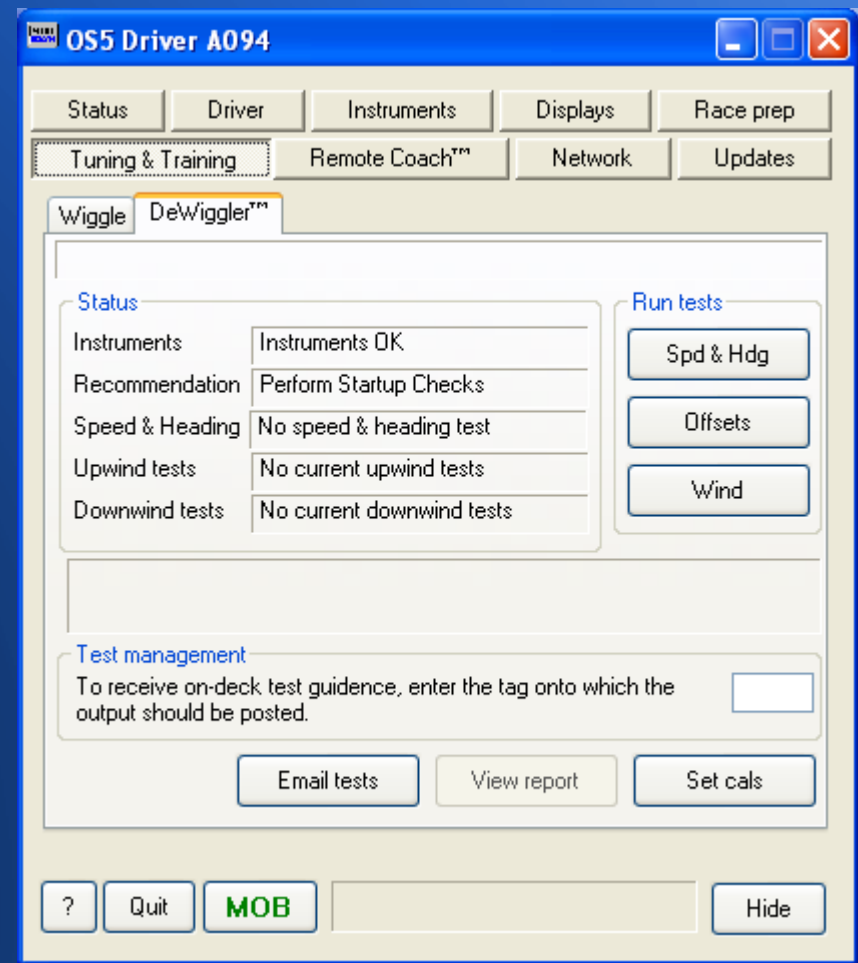 OS5 Driver A094
Status Driver Instruments Displays Race prep
Tuning & Training Remote Coach™ Network Updates
Wiggle DeWiggler™
Status
Run tests
Instruments Instruments OK
Spd & Hdg
Recommendation Perform Startup Checks
Speed & Heading No speed & heading test
Offsets
Upwind tests No current upwind tests
Wind
Downwind tests No current downwind tests
Test management
To receive on-deck test guidence, enter the tag onto which the
output should be posted.
Email tests View report Set cals
? Quit MOB Hide